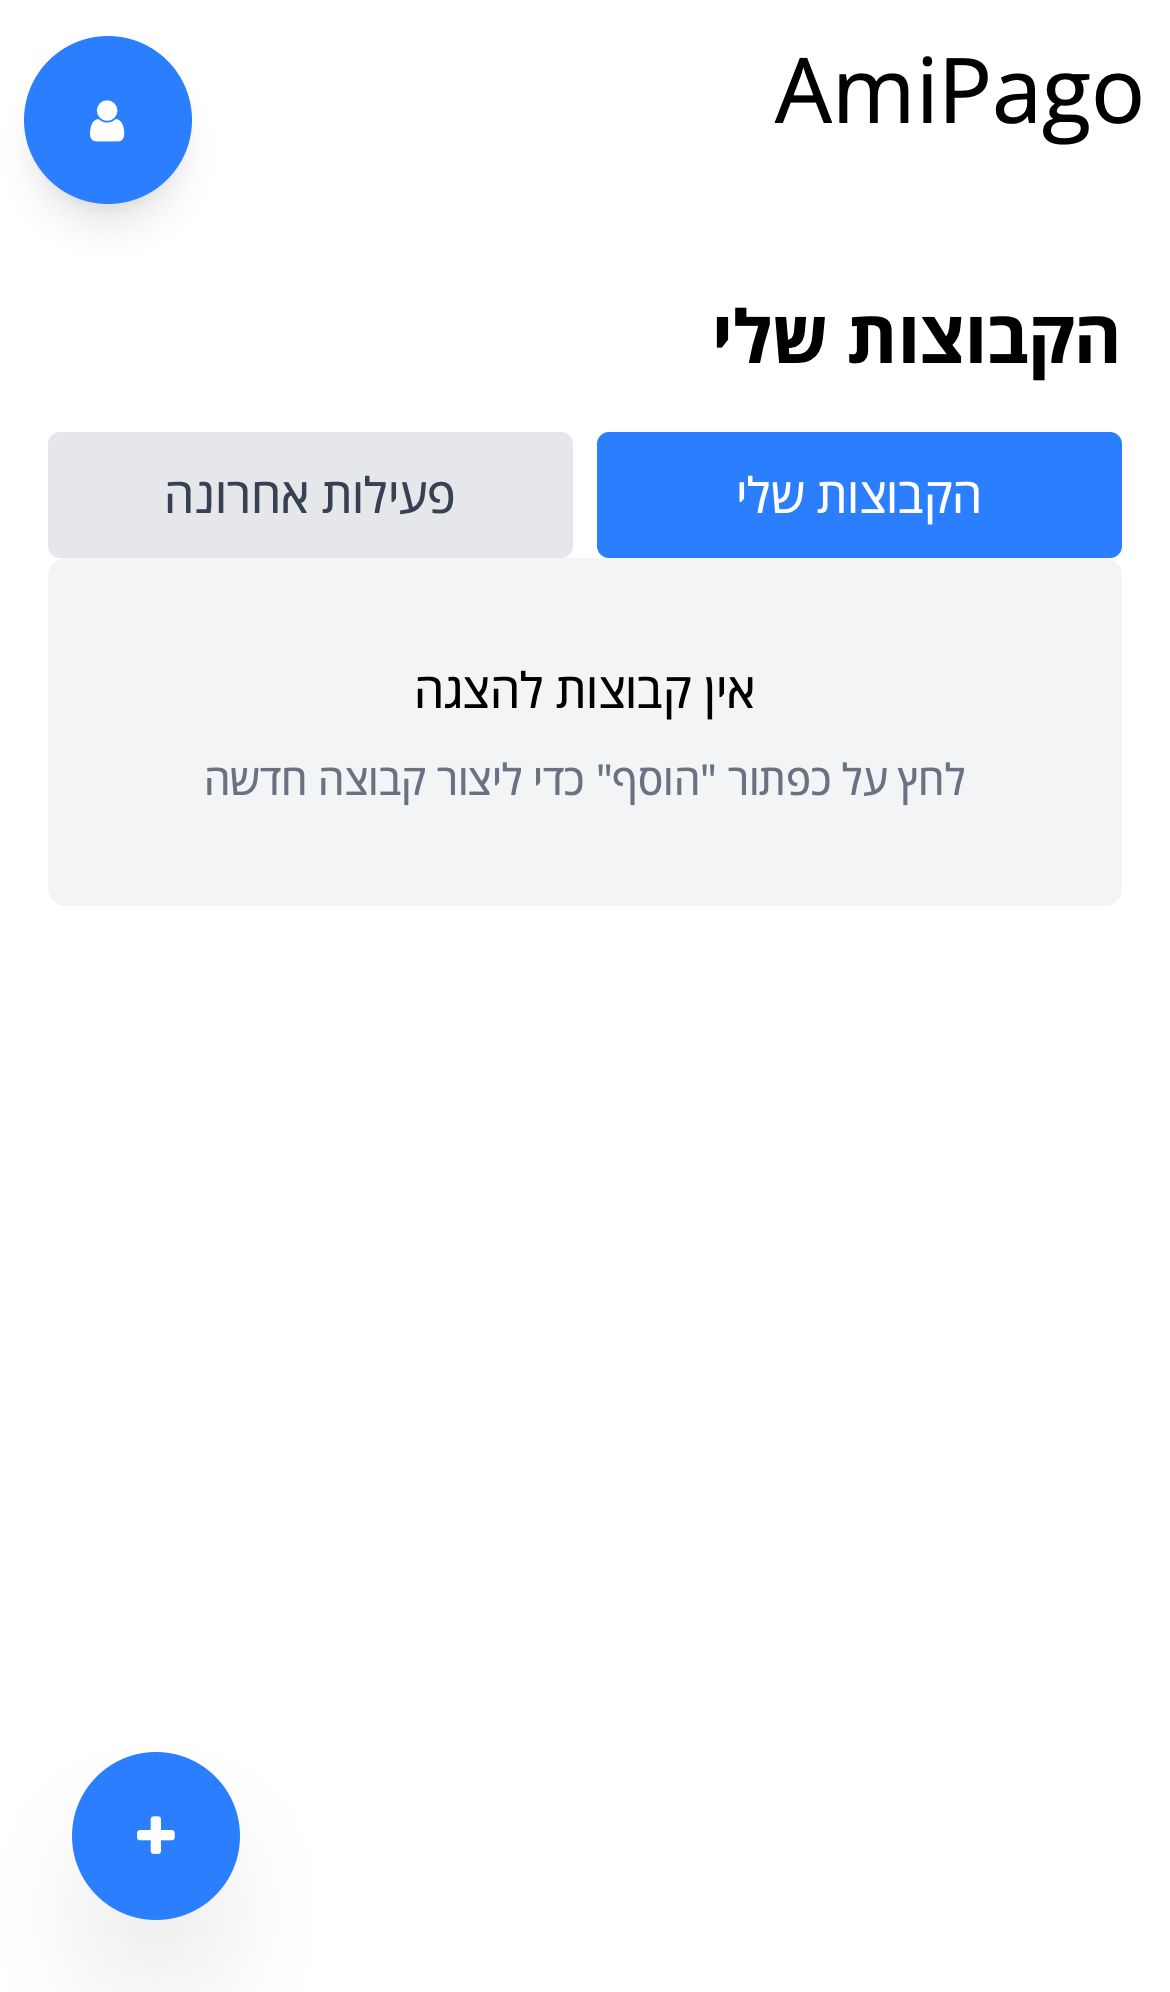 AmiPago
הקבוצות שלי
הקבוצות שלי
פעילות אחרונה
אין קבוצות להצגה
לחץ על כפתור "הוסף" כדי ליצור קבוצה חדשה